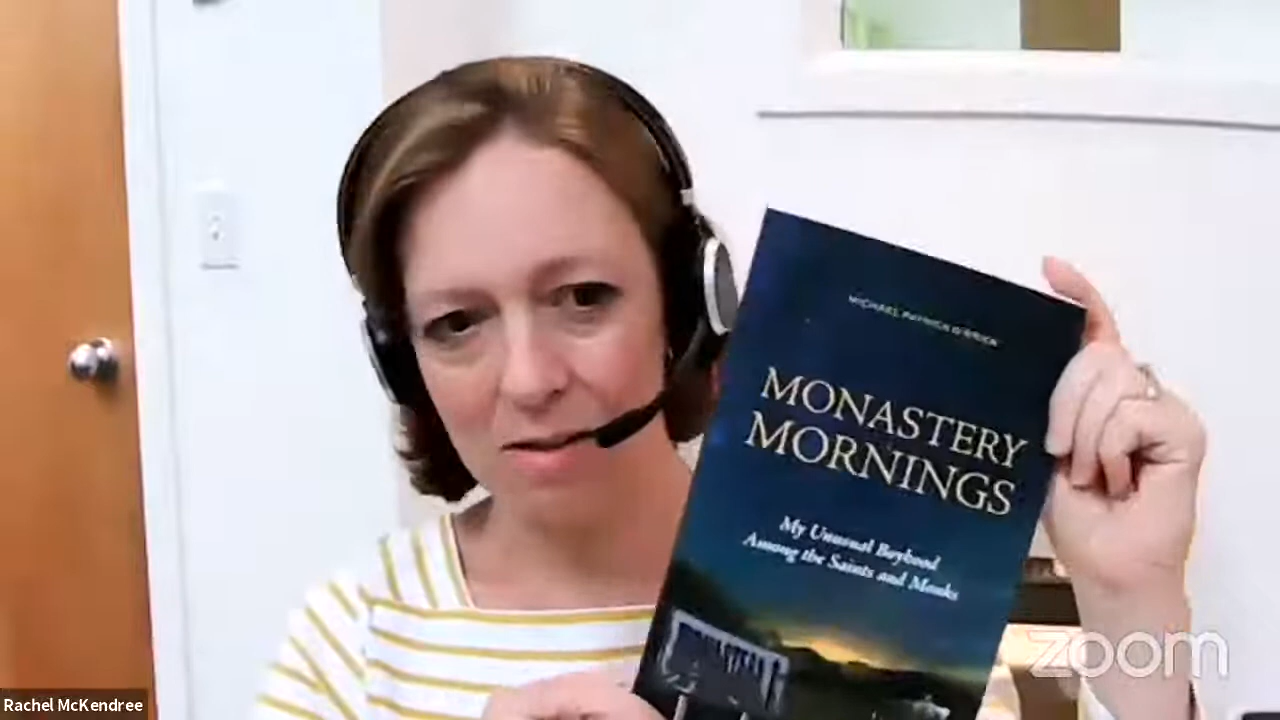 MICHAEL PATRICK O'BRIEN
MONASTERY
MORNINGS
My Unusual Boyhood
Among the Saints and Monks
zoom
Rachel McKendree